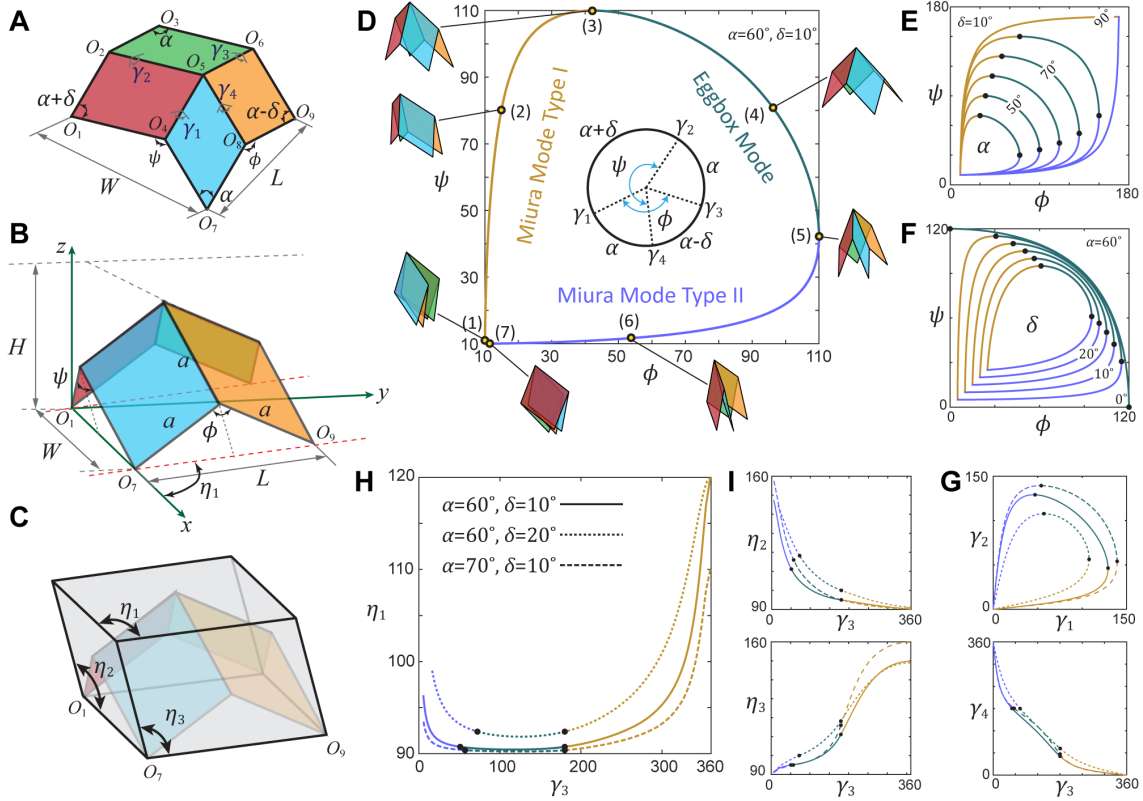 A
O₃
α
O₂
O₆
γ₃
γ₂
O₅
α+δ
γ₄
α-δ
O₁
O₄
γ₁
O₈
O₉
ψ
ϕ
W
α
L
O₇
B
z
H
a
ψ
a
a
y
O₁
ϕ
W
O₉
O₇
L
η₁
x
C
η₁
η₂
O₁
η₃
O₇
O₉
D
110
90
70
50
30
10
ψ
(3)
α=60°, δ=10°
(2)
(4)
Miura Mode Type I
Eggbox Mode
α+δ
γ₂
ψ
α
γ₁
γ₃
ϕ
α
α-δ
γ₄
(5)
Miura Mode Type II
(1)
(7)
(6)
10
30
50
70
90
110
ϕ
E
180
δ=10°
90°
70°
50°
ψ
α
0
0
ϕ
180
F
120
α=60°
ψ
δ
20°
10°
0°
0
0
ϕ
120
H
120
α=60°, δ=10°
α=60°, δ=20°
α=70°, δ=10°
110
η₁
100
90
0
100
200
300
360
γ₃
I
160
η₂
90
0
γ₃
360
160
η₃
90
0
γ₃
360
G
150
γ₂
0
0
γ₁
150
360
γ₄
0
0
γ₃
360